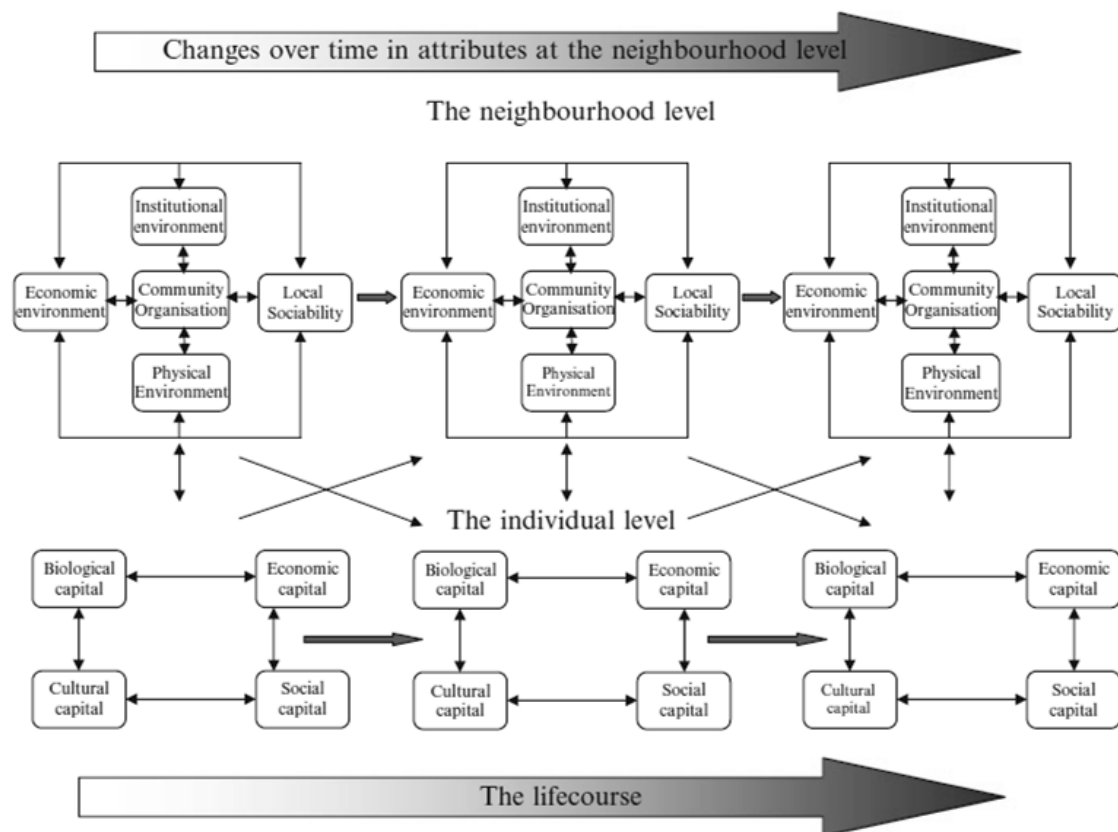 Changes over time in attributes at the neighbourhood level
The neighbourhood level
Institutional
environment
Economic
environment
Community
Organisation
Local
Sociability
Physical
Environment
Institutional
environment
Economic
environment
Community
Organisation
Local
Sociability
Physical
Environment
Institutional
environment
Economic
environment
Community
Organisation
Local
Sociability
Physical
Environment
The individual level
Biological
capital
Economic
capital
Cultural
capital
Social
capital
Biological
capital
Economic
capital
Cultural
capital
Social
capital
Biological
capital
Economic
capital
Cultural
capital
Social
capital
The lifecourse